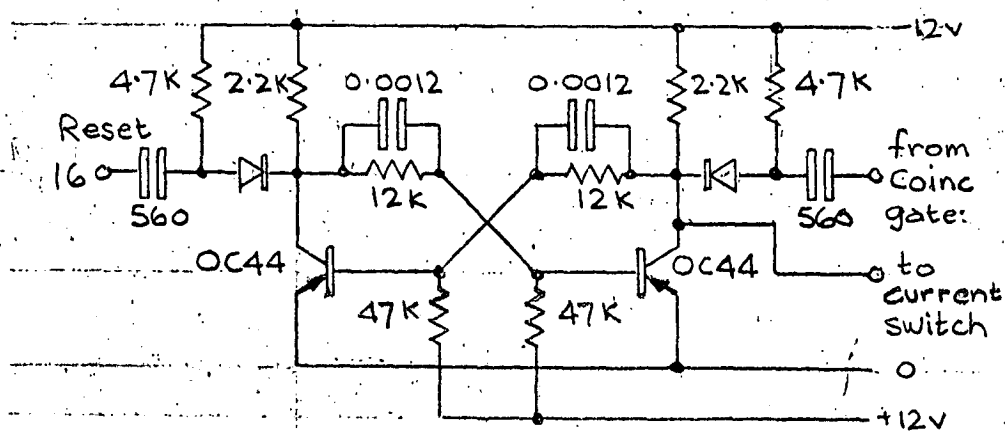 -12v
4.7K
2.2K
0.0012
0.0012
2.2K
4.7K
Reset
16
560
12K
12K
560
from
Coinc
gate:
OC44
OC44
to
current
switch
47K
47K
0
+12v